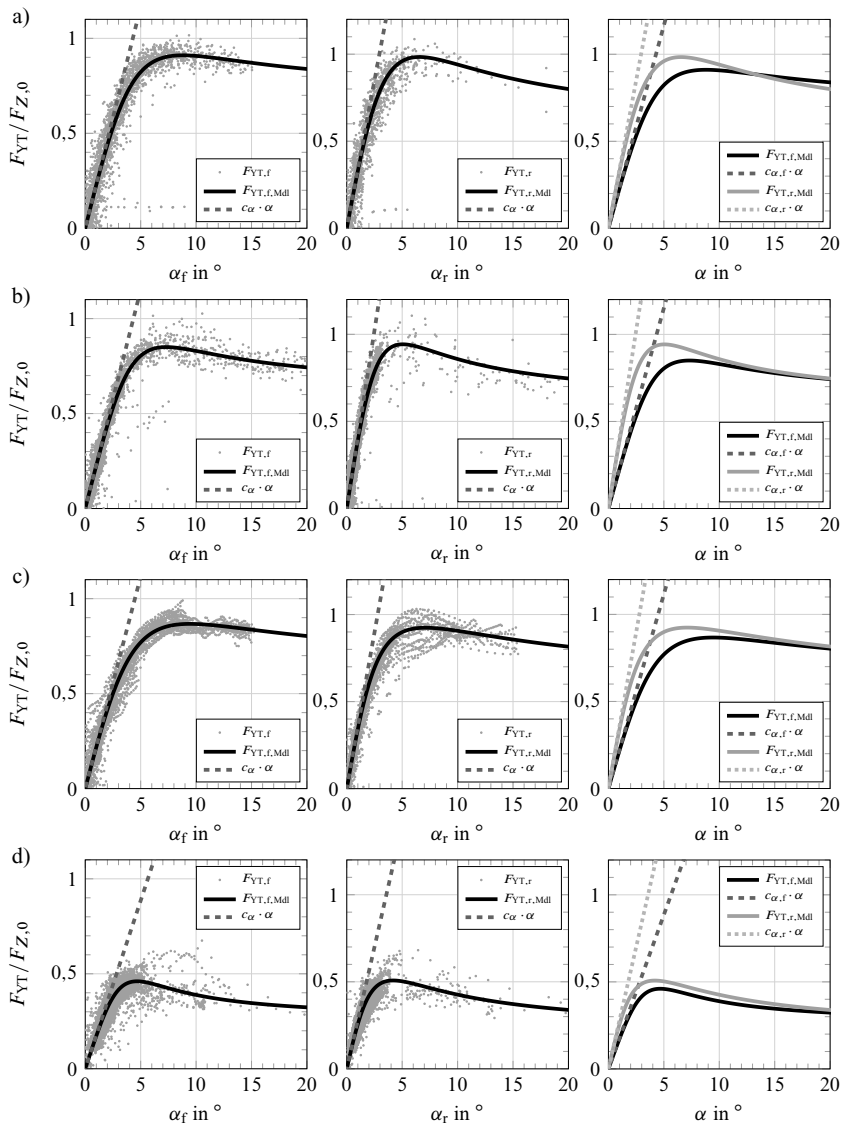 a)
F_YT/F_Z,0
1
0.5
0
F_YT,f
F_YT,f,Mdl
c_α · α
0 5 10 15 20
α_f in °
1
0.5
0
F_YT,r
F_YT,r,Mdl
c_α · α
0 5 10 15 20
α_r in °
1
0.5
0
F_YT,f,Mdl
c_α,f · α
F_YT,r,Mdl
c_α,r · α
0 5 10 15 20
α in °
b)
F_YT/F_Z,0
1
0.5
0
F_YT,f
F_YT,f,Mdl
c_α · α
0 5 10 15 20
α_f in °
1
0.5
0
F_YT,r
F_YT,r,Mdl
c_α · α
0 5 10 15 20
α_r in °
1
0.5
0
F_YT,f,Mdl
c_α,f · α
F_YT,r,Mdl
c_α,r · α
0 5 10 15 20
α in °
c)
F_YT/F_Z,0
1
0.5
0
F_YT,f
F_YT,f,Mdl
c_α · α
0 5 10 15 20
α_f in °
1
0.5
0
F_YT,r
F_YT,r,Mdl
c_α · α
0 5 10 15 20
α_r in °
1
0.5
0
F_YT,f,Mdl
c_α,f · α
F_YT,r,Mdl
c_α,r · α
0 5 10 15 20
α in °
d)
F_YT/F_Z,0
1
0.5
0
F_YT,f
F_YT,f,Mdl
c_α · α
0 5 10 15 20
α_f in °
1
0.5
0
F_YT,r
F_YT,r,Mdl
c_α · α
0 5 10 15 20
α_r in °
1
0.5
0
F_YT,f,Mdl
c_α,f · α
F_YT,r,Mdl
c_α,r · α
0 5 10 15 20
α in °